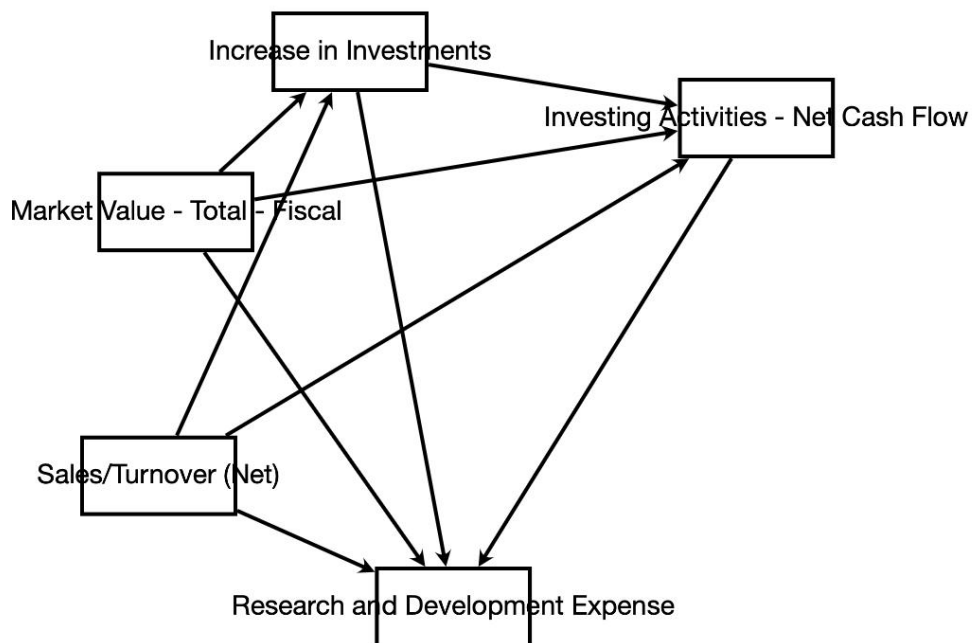 Increase in Investments
Investing Activities - Net Cash Flow
Market Value - Total - Fiscal
Sales/Turnover (Net)
Research and Development Expense